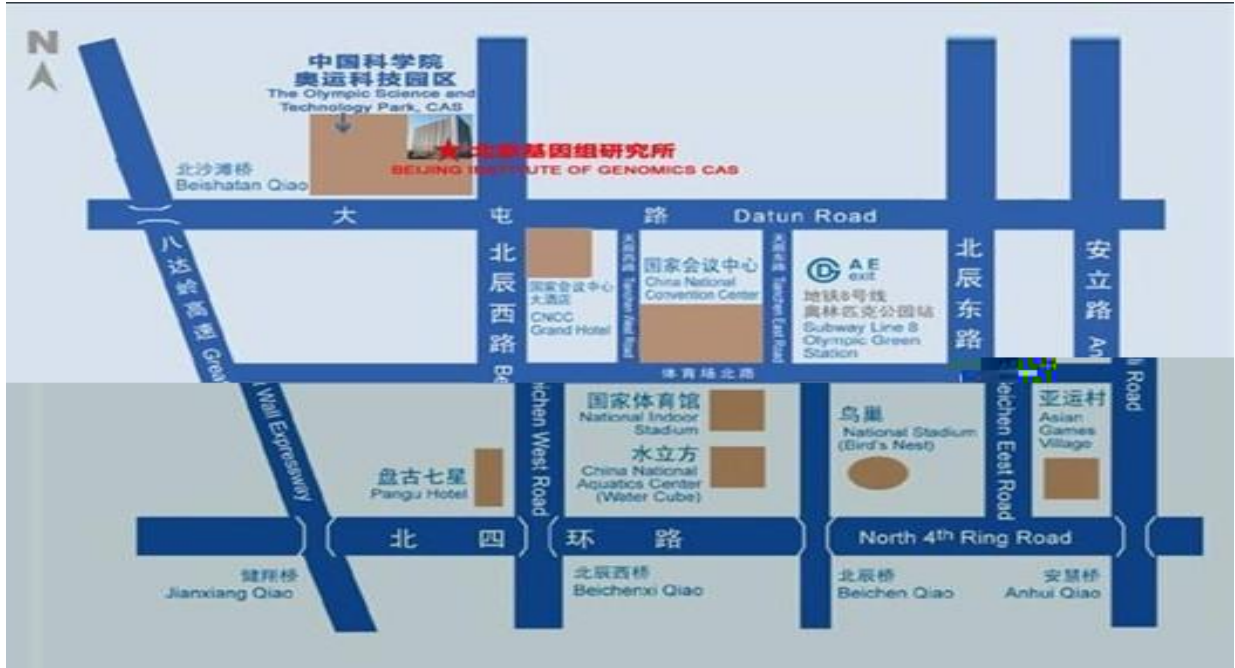 N
中国科学院
奥运科技园区
The Olympic Science and
Technology Park, CAS
基因组研究所
BEIJING INSTITUTE OF GENOMICS CAS
北沙滩桥
Beishatan Qiao
大屯路 Datun Road
八达岭高速 Great Wall Expressway
北辰西路 Beichen West Road
国家会议中心
大酒店
CNCC
Grand Hotel
天辰西路 Tianchen West Road
国家会议中心
China National
Convention Center
天辰东路 Tianchen East Road
A E
exit
地铁8号线
奥林匹克公园站
Subway Line 8
Olympic Green
Station
北辰东路
Beichen Eest Road
安立路 Anli Road
体育场北路
国家体育馆
National Indoor
Stadium
水立方
China National
Aquatics Center
(Water Cube)
鸟巢
National Stadium
(Bird's Nest)
亚运村
Asian
Games
Village
盘古七星
Pangu Hotel
北四环路 North 4th Ring Road
健翔桥
Jianxiang Qiao
北辰西桥
Beichenxi Qiao
北辰桥
Beichen Qiao
安慧桥
Anhui Qiao